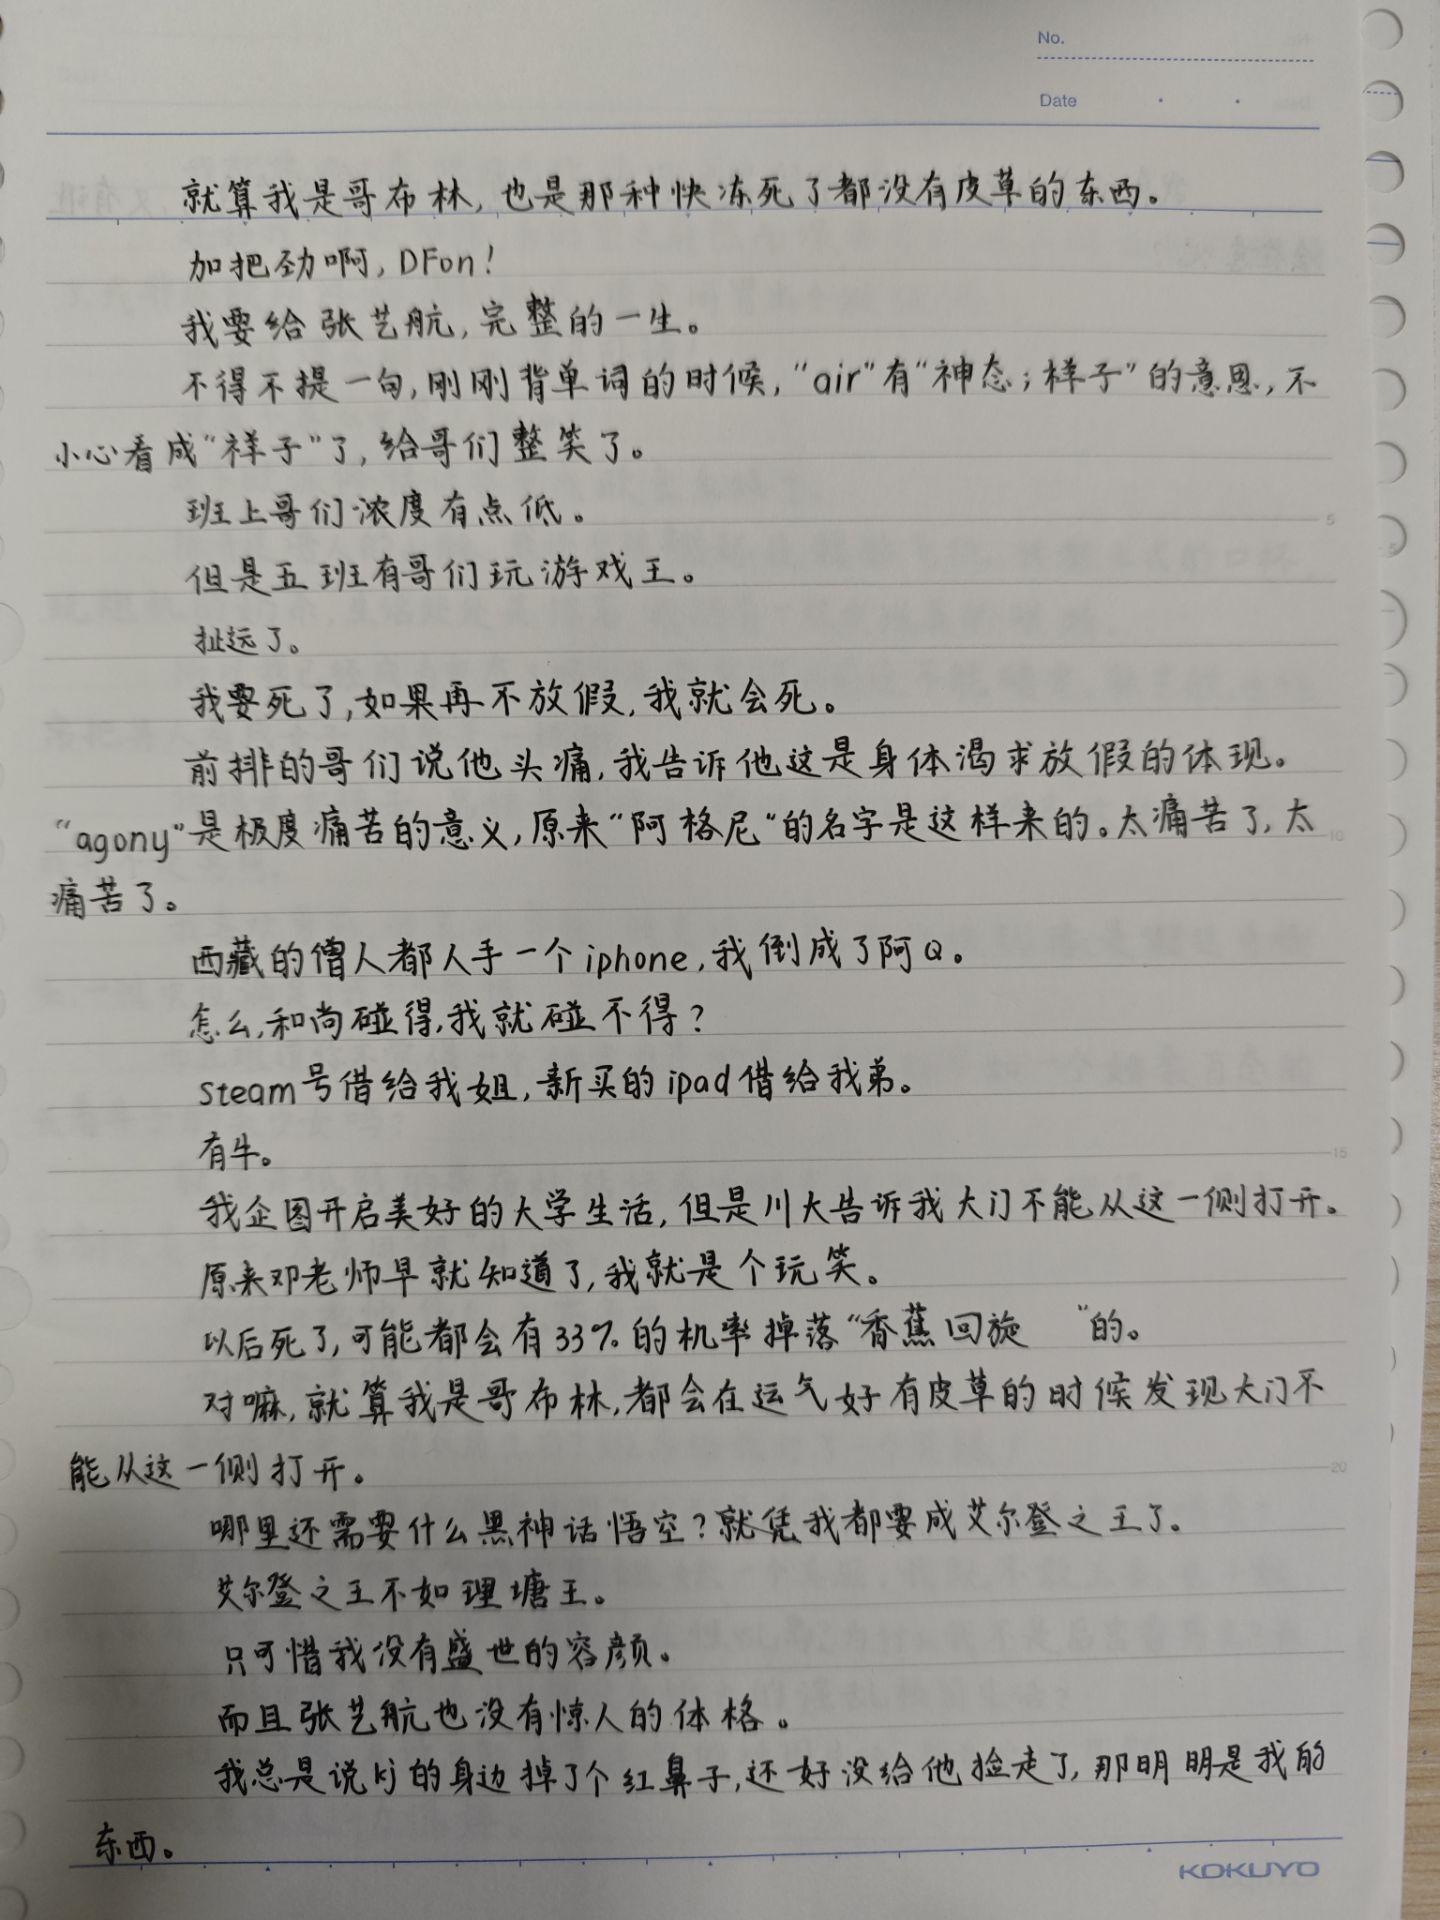 No.
Date
就算我是哥布林,也是那种快冻死了都没有皮草的东西。
加把劲啊,DFon!
我要给张艺航,完整的一生。
不得不提一句,刚刚背单词的时候,“air”有“神态;样子”的意思,不
小心看成“祥子”了,给哥们整笑了。
班上哥们浓度有点低。
但是五班有哥们玩游戏王。
扯远了。
我要死了,如果再不放假,我就会死。
前排的哥们说他头痛,我告诉他这是身体渴求放假的体现。
“agony”是极度痛苦的意义,原来“阿格尼”的名字是这样来的。太痛苦了,太
痛苦了。
西藏的僧人都人手一个iphone,我倒成了阿Q。
怎么,和尚碰得,我就碰不得?
steam号借给我姐,新买的ipad借给我弟。
有牛。
我企图开启美好的大学生活,但是川大告诉我大门不能从这一侧打开。
原来邓老师早就知道了,我就是个玩笑。
以后死了,可能都会有33%的机率掉落“香蕉回旋 ”的。
对嘛,就算我是哥布林,都会在运气好有皮草的时候发现大门不
能从这一侧打开。
哪里还需要什么黑神话悟空?就凭我都要成艾尔登之王了。
艾尔登之王不如理塘王。
只可惜我没有盛世的容颜。
而且张艺航也没有惊人的体格。
我总是说kj的身边掉了个红鼻子,还好没给他捡走了,那明明是我的
东西。
5
10
15
20
KOKUYO